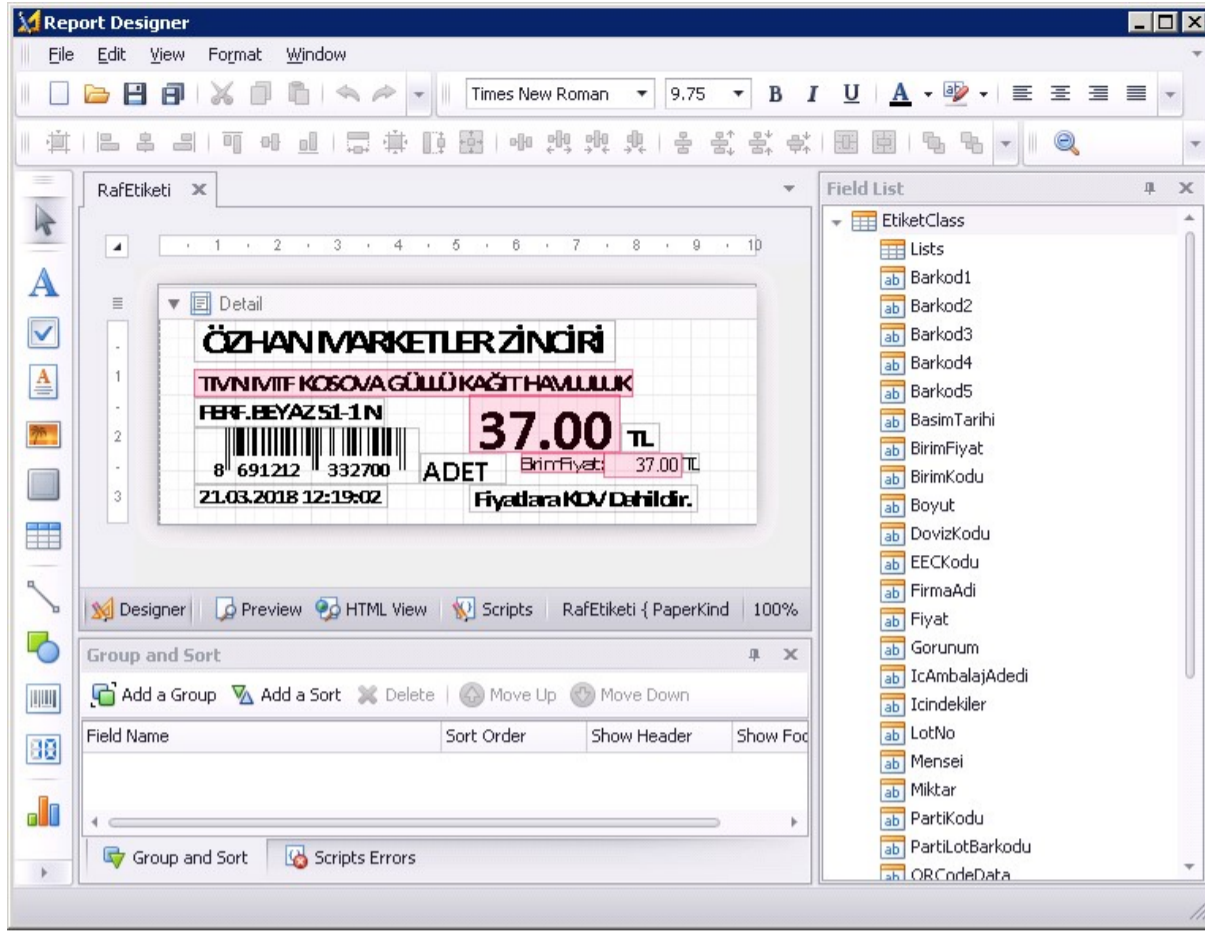 Report Designer
File Edit View Format Window
Times New Roman 9.75 B I U A
RafEtiketi
Field List
EtiketClass
Lists
Barkod1
Barkod2
Barkod3
Barkod4
Barkod5
BasimTarihi
BirimFiyat
BirimKodu
Boyut
DovizKodu
EECKodu
FirmaAdi
Fiyat
Gorunum
IcAmbalajAdedi
Icindekiler
LotNo
Mensei
Miktar
PartiKodu
PartiLotBarkodu
QRCodeData
1 2 3 4 5 6 7 8 9 10
Detail
1
2
3
ÖZHAN MARKETLER ZİNCİRİ
KOSOVA GÜLLÜ KAĞIT HAVLULUK
BEYAZ 51-1 N
37.00 TL
8 691212 332700
ADET
BirimFiyat: 37.00 TL
21.03.2018 12:19:02
Fiyatlara KDV Dahildir.
Designer Preview HTML View Scripts RafEtiketi { PaperKind 100%
Group and Sort
Add a Group Add a Sort Delete Move Up Move Down
Field Name Sort Order Show Header Show Foo
Group and Sort Scripts Errors